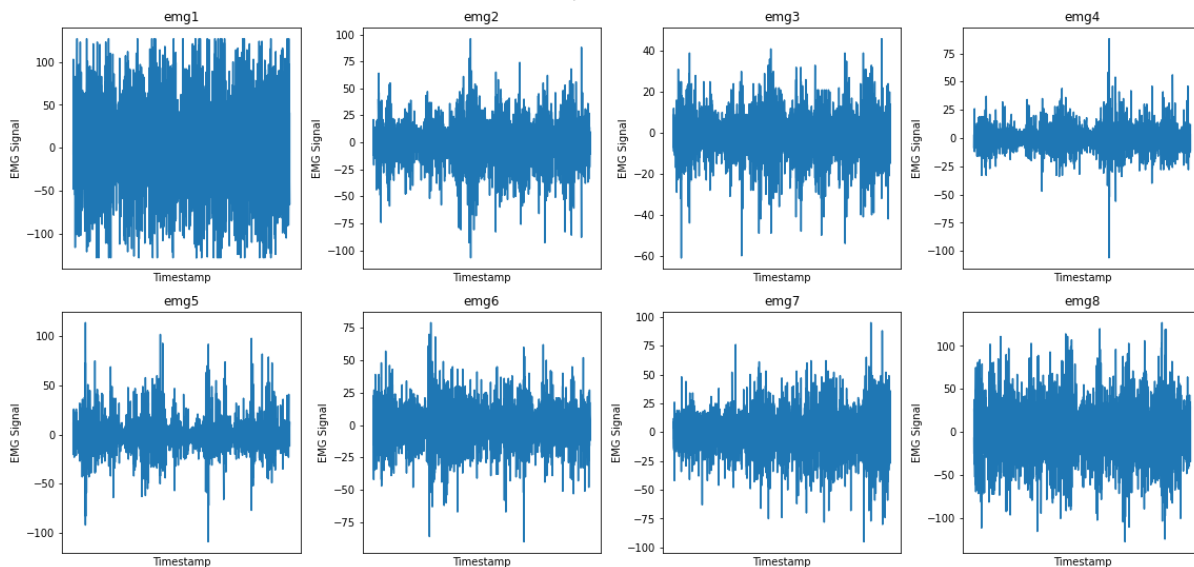 emg1 emg2 emg3 emg4
100 50 0 −50 −100
EMG Signal
Timestamp
100 75 50 25 0 −25 −50 −75 −100
EMG Signal
Timestamp
40 20 0 −20 −40 −60
EMG Signal
Timestamp
75 50 25 0 −25 −50 −75 −100
EMG Signal
Timestamp
emg5 emg6 emg7 emg8
100 50 0 −50 −100
EMG Signal
Timestamp
75 50 25 0 −25 −50 −75
EMG Signal
Timestamp
100 75 50 25 0 −25 −50 −75 −100
EMG Signal
Timestamp
100 50 0 −50 −100
EMG Signal
Timestamp